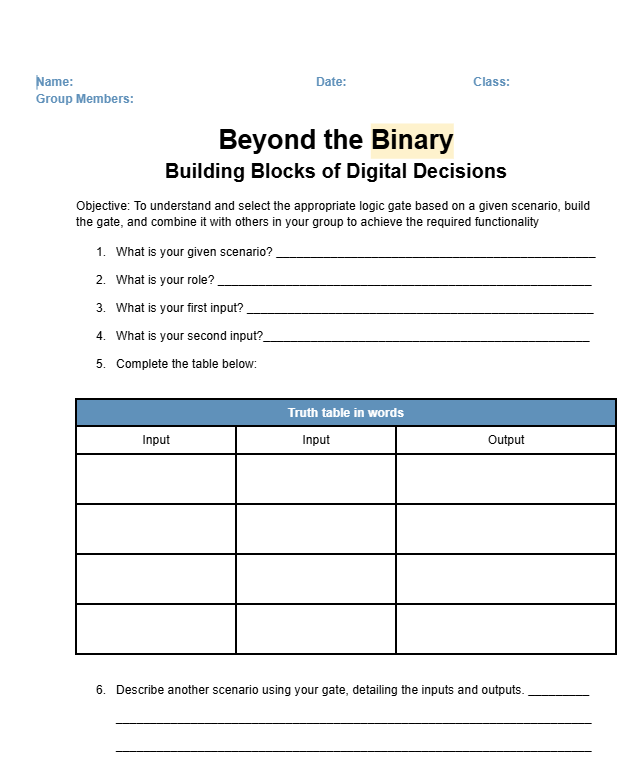 Name: Date: Class:
Group Members:
Beyond the Binary
Building Blocks of Digital Decisions
Objective: To understand and select the appropriate logic gate based on a given scenario, build
the gate, and combine it with others in your group to achieve the required functionality
1. What is your given scenario? _______________________________________________
2. What is your role? _______________________________________________________
3. What is your first input? ___________________________________________________
4. What is your second input?________________________________________________
5. Complete the table below:
Truth table in words
Input Input Output
6. Describe another scenario using your gate, detailing the inputs and outputs. _________
______________________________________________________________________
______________________________________________________________________